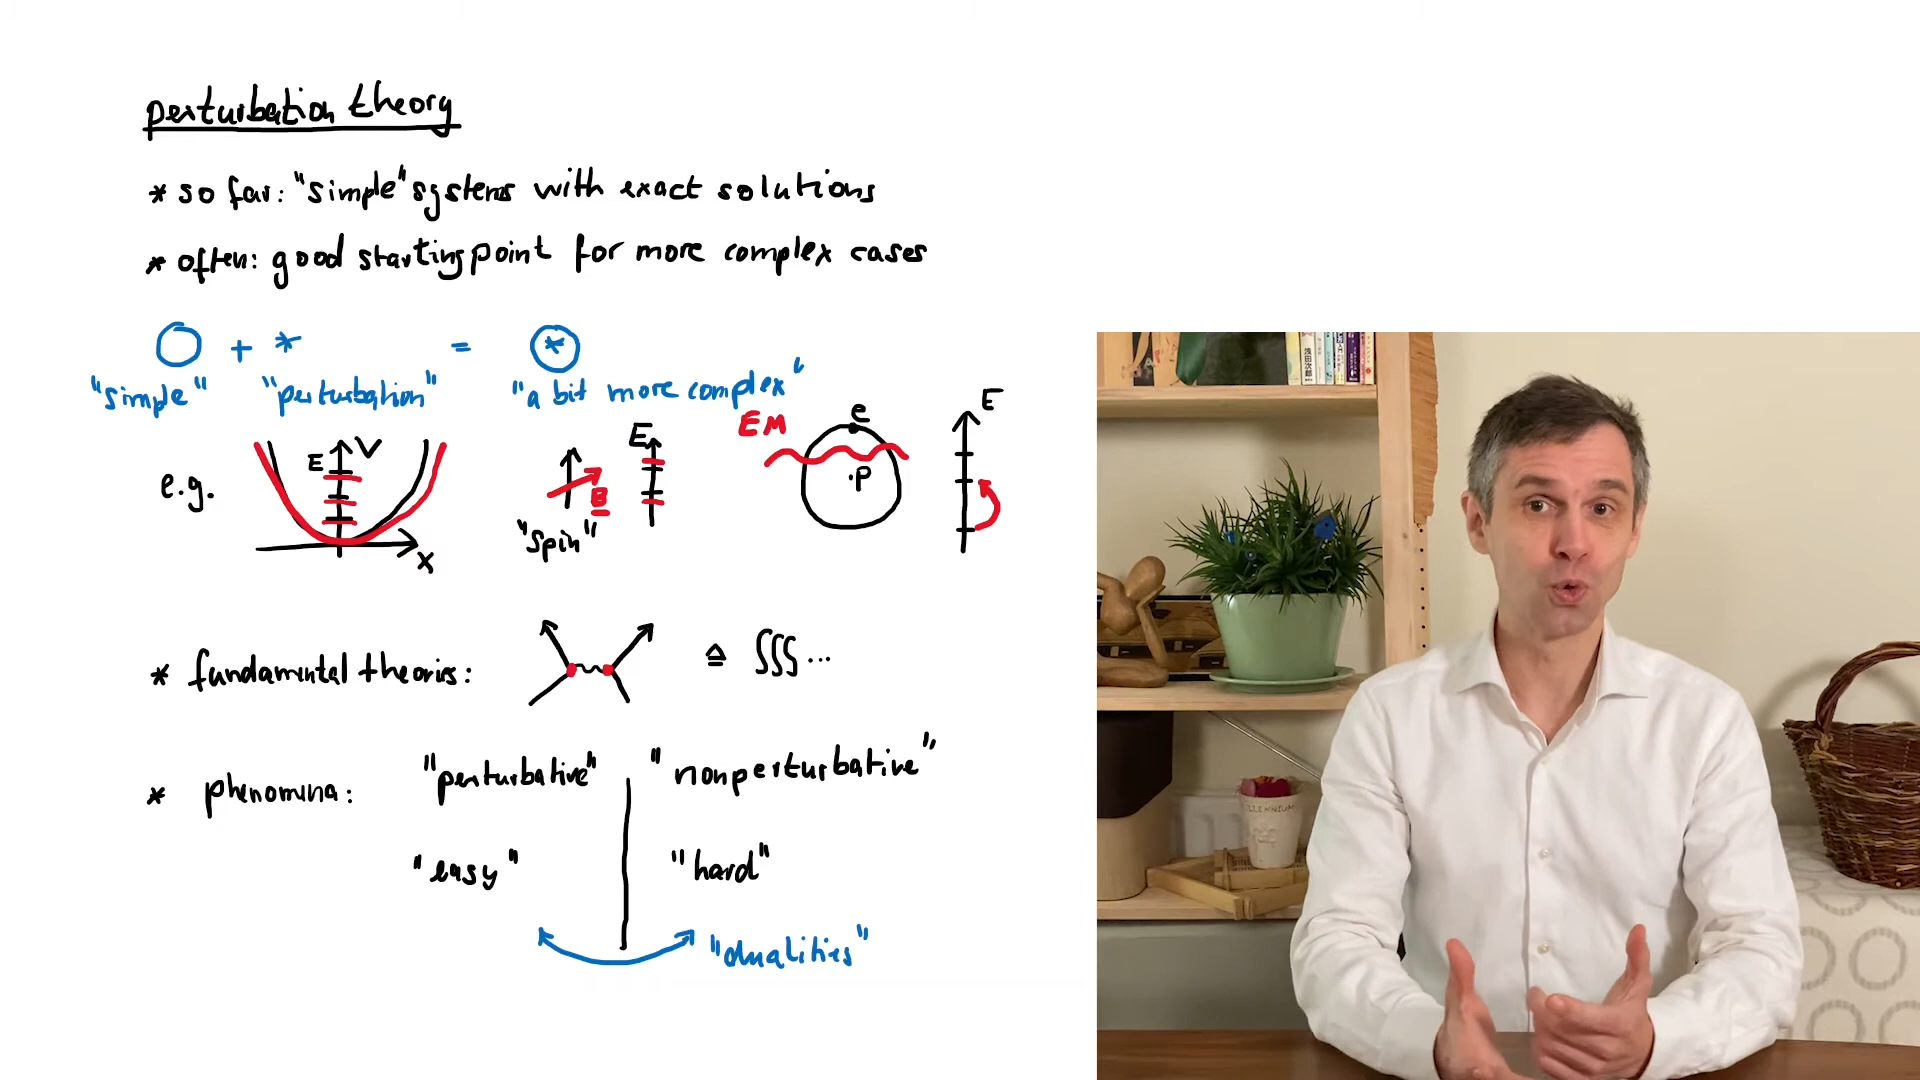 perturbation theory
* so far: "simple" systems with exact solutions
* often: good starting point for more complex cases
+ * = *
"simple" "perturbation" "a bit more complex"
e.g.
E V
x
E
B
"spin"
EM
e
p
E
* fundamental theories: ≙ ∫∫∫...
* phenomina: "perturbative" "nonperturbative"
"easy" "hard"
"dualities"